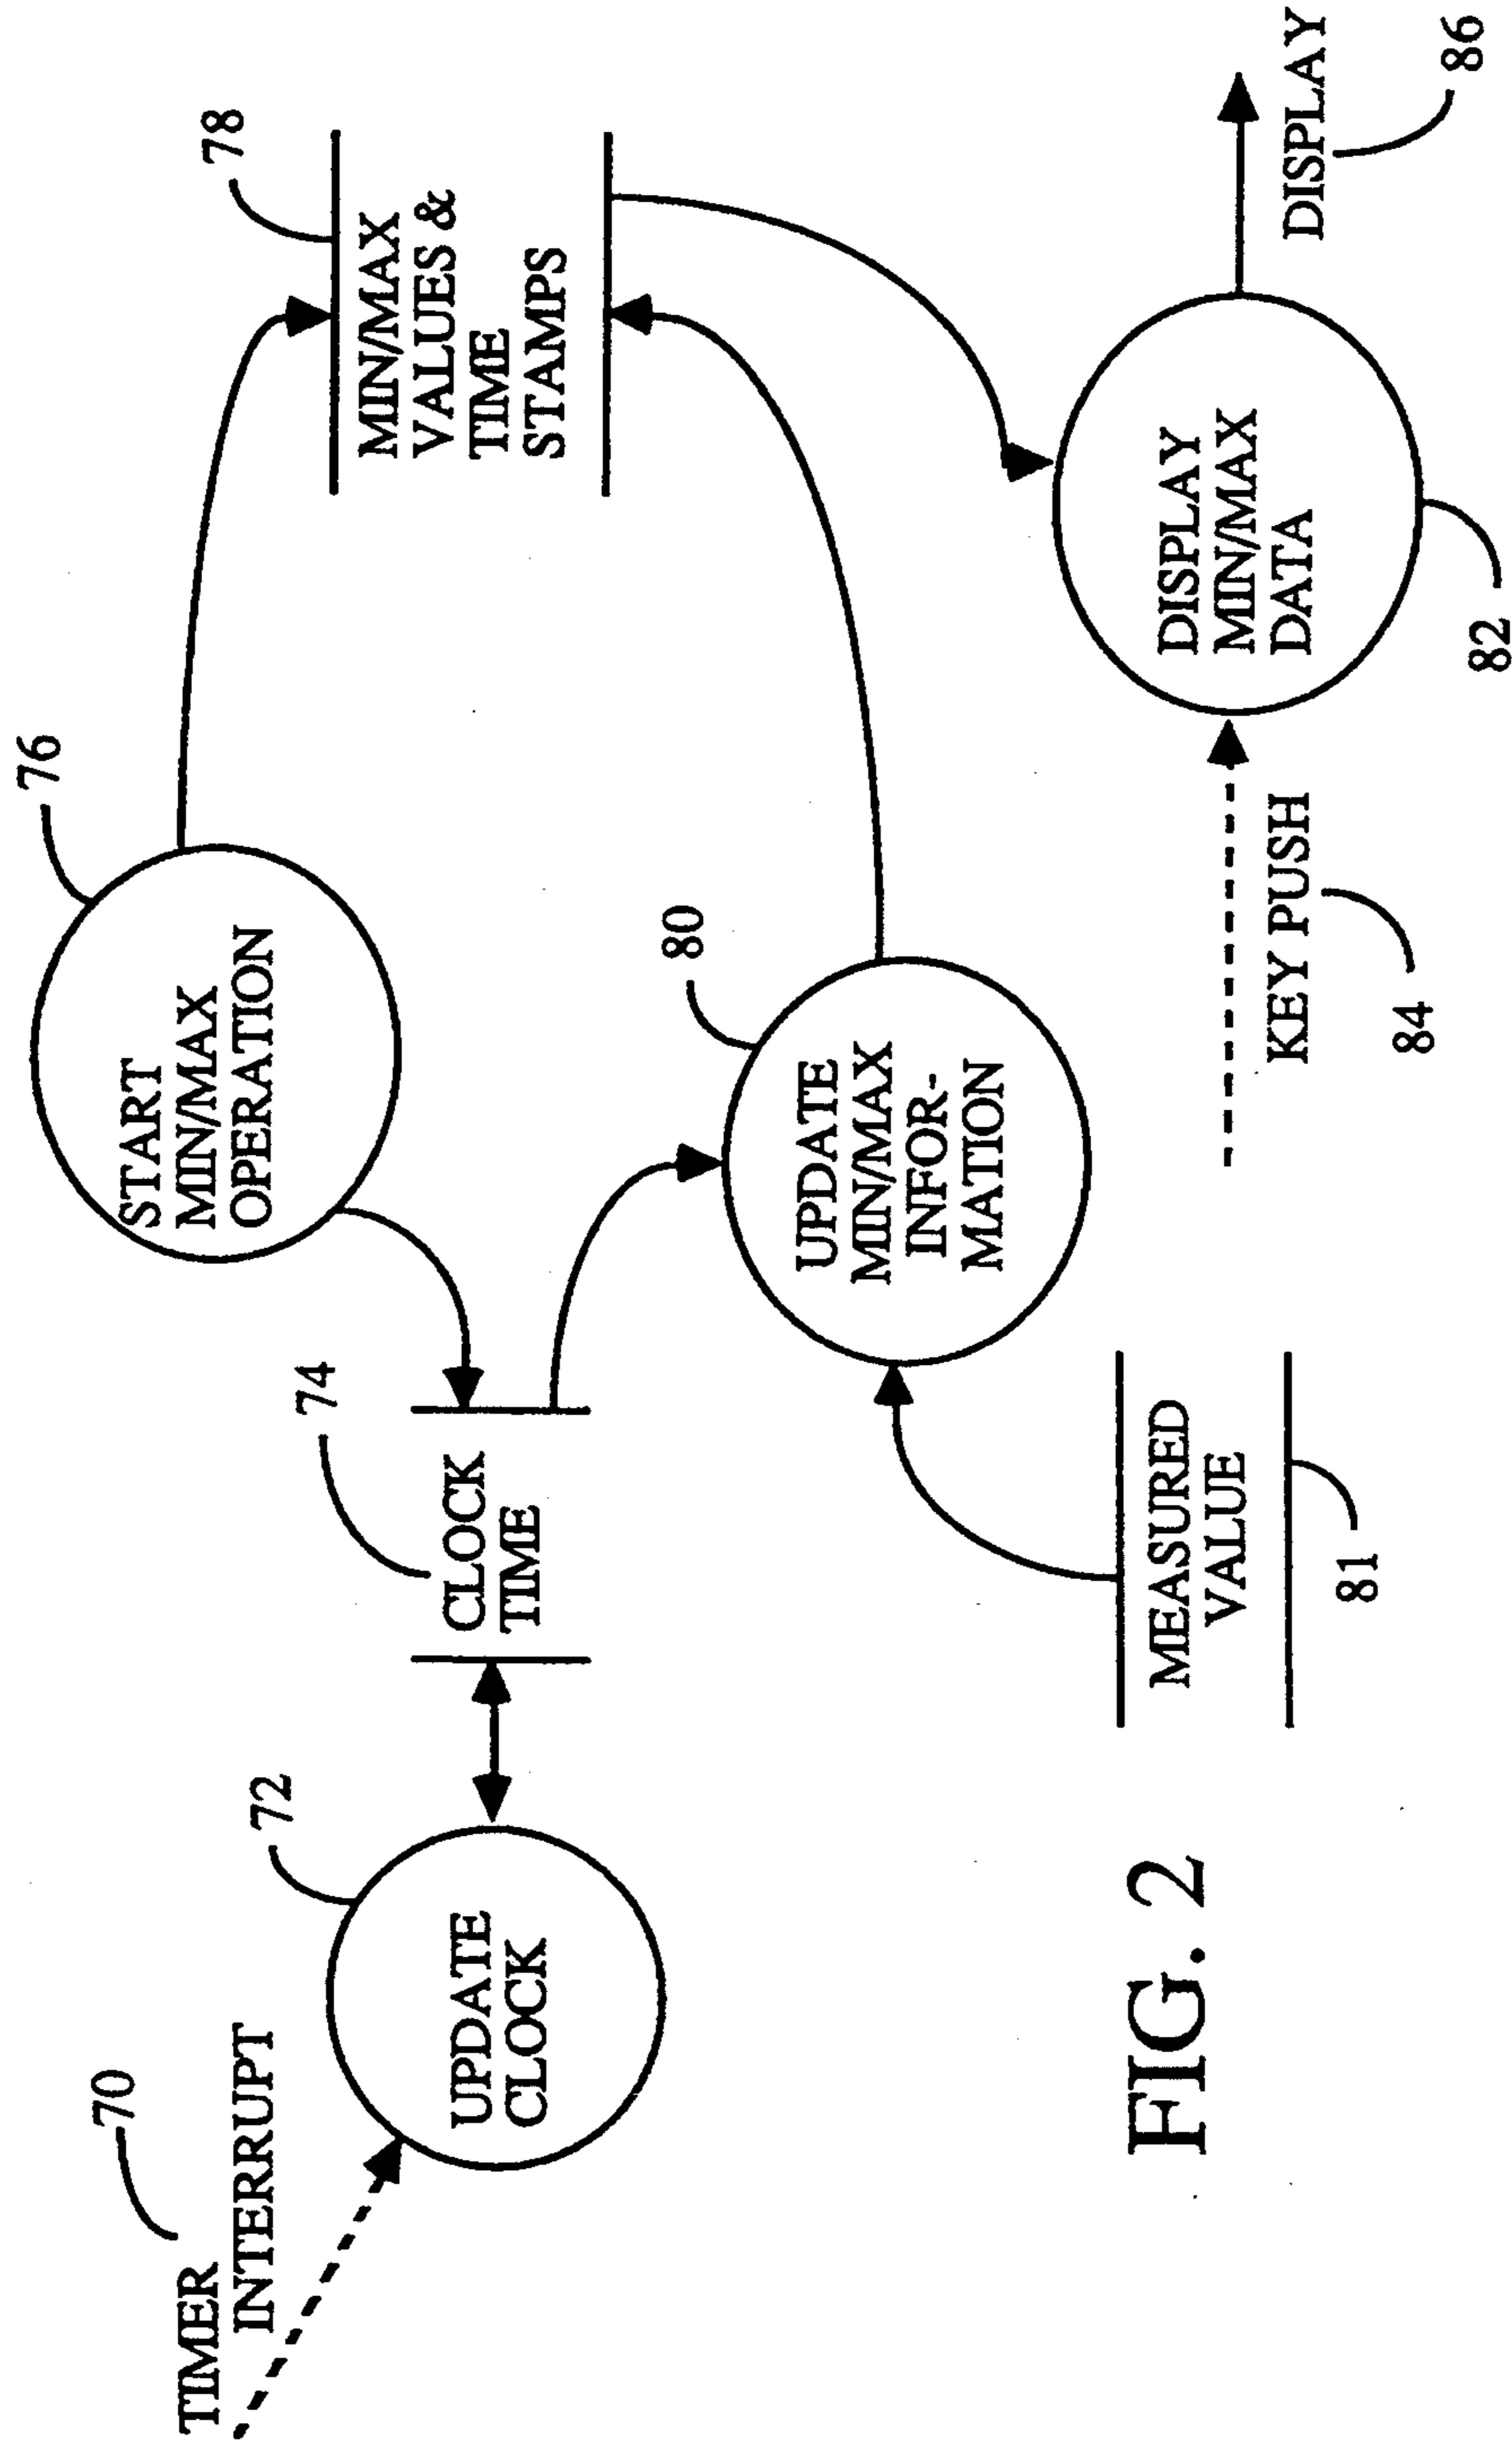 70
TIMER
INTERRUPT
72
UPDATE
CLOCK
74
CLOCK
TIME
76
START
MIN/MAX
OPERATION
78
MIN/MAX
VALUES &
TIME
STAMPS
80
UPDATE
MIN/MAX
INFOR-
MATION
MEASURED
VALUE
81
KEY PUSH
84
DISPLAY
MIN/MAX
DATA
82
DISPLAY
86
FIG. 2